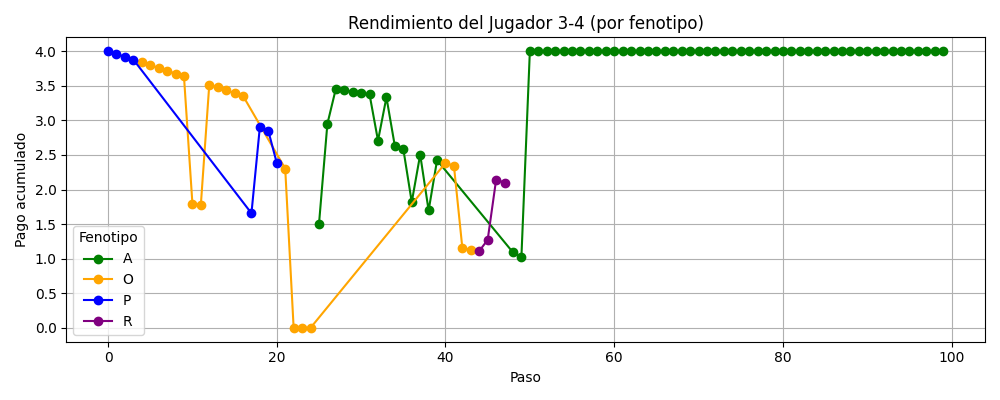 Rendimiento del Jugador 3-4 (por fenotipo)
Pago acumulado
4.0
3.5
3.0
2.5
2.0
1.5
1.0
0.5
0.0
Fenotipo
A
O
P
R
0
20
40
60
80
100
Paso